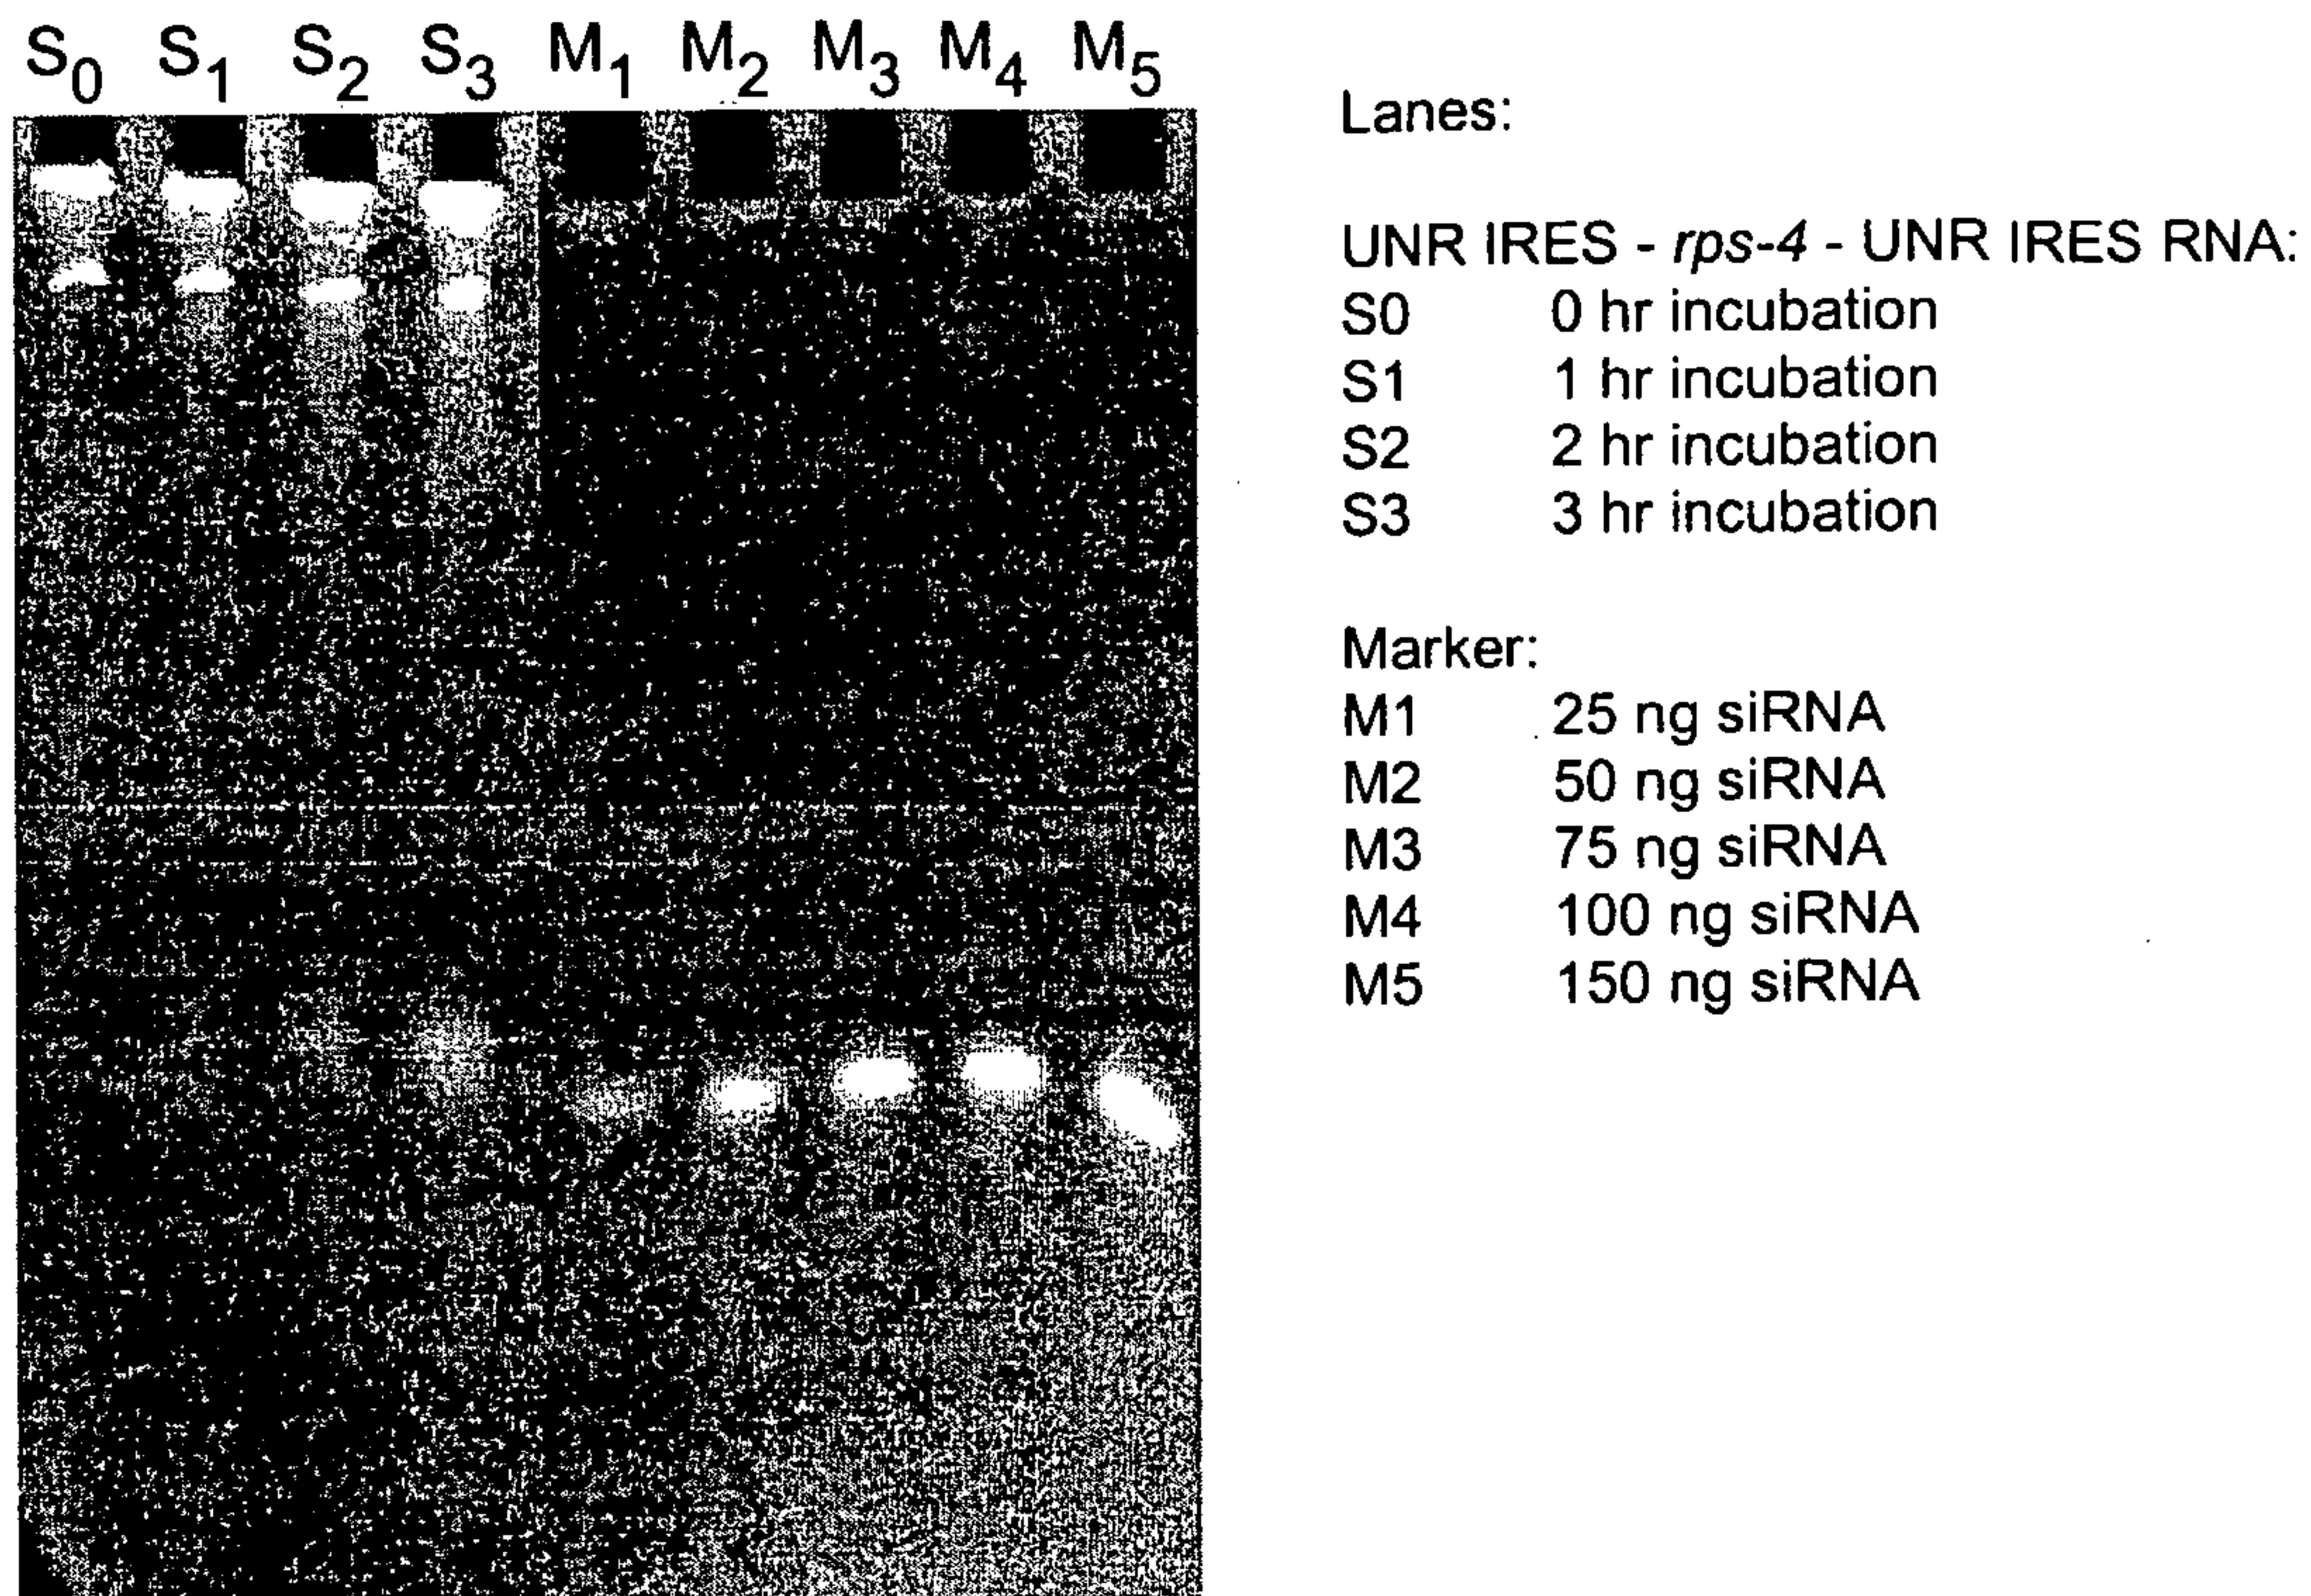 S0 S1 S2 S3 M1 M2 M3 M4 M5
Lanes:
UNR IRES - rps-4 - UNR IRES RNA:
S0 0 hr incubation
S1 1 hr incubation
S2 2 hr incubation
S3 3 hr incubation
Marker:
M1 25 ng siRNA
M2 50 ng siRNA
M3 75 ng siRNA
M4 100 ng siRNA
M5 150 ng siRNA